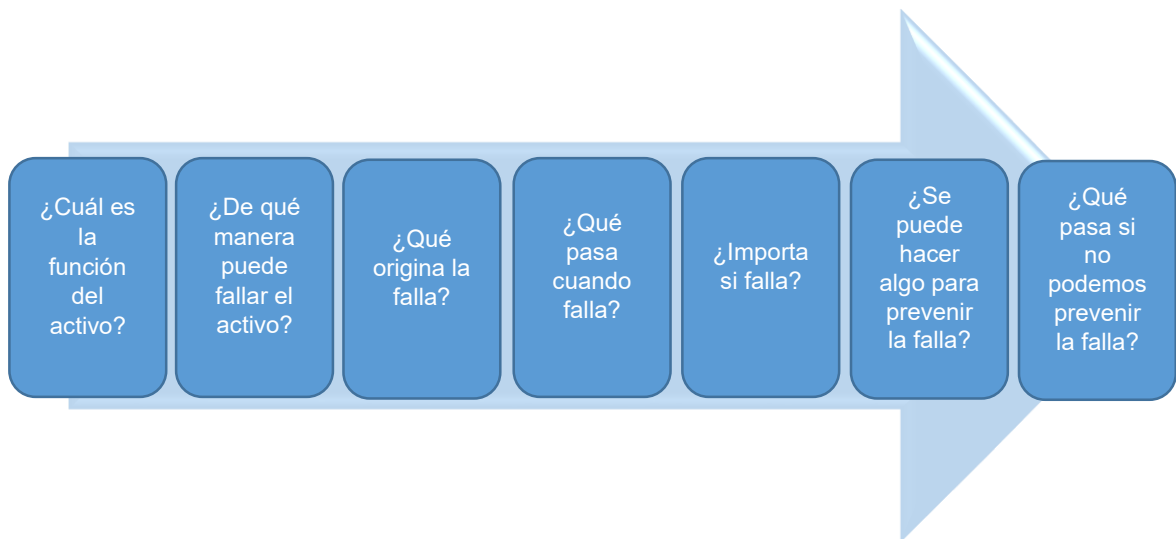 ¿Cuál es
la
función
del
activo?
¿De qué
manera
puede
fallar el
activo?
¿Qué
origina la
falla?
¿Qué
pasa
cuando
falla?
¿Importa
si falla?
¿Se
puede
hacer
algo para
prevenir
la falla?
¿Qué
pasa si
no
podemos
prevenir
la falla?